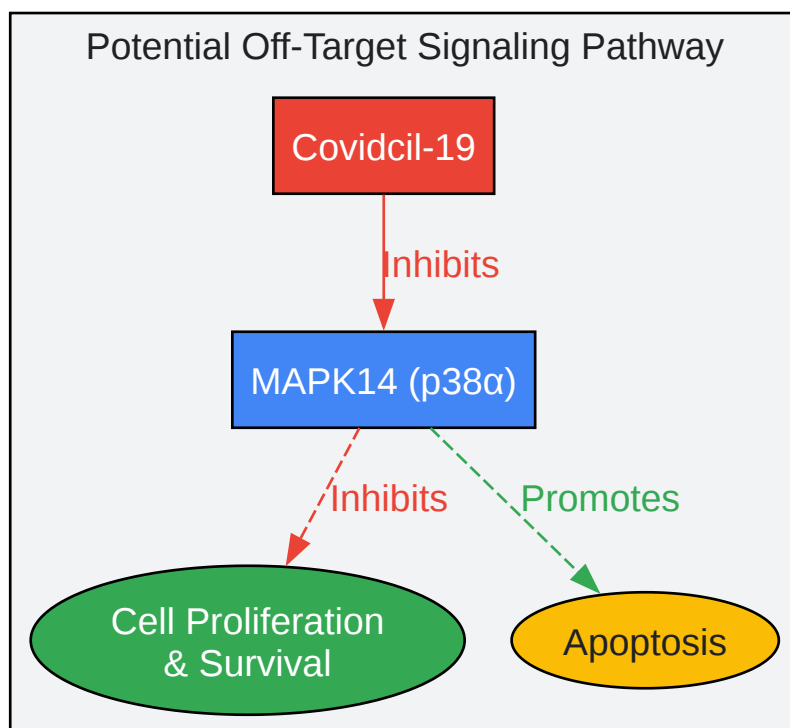 Potential Off-Target Signaling Pathway
Covidcil-19
Inhibits
MAPK14 (p38α)
Inhibits
Promotes
Cell Proliferation
& Survival
Apoptosis